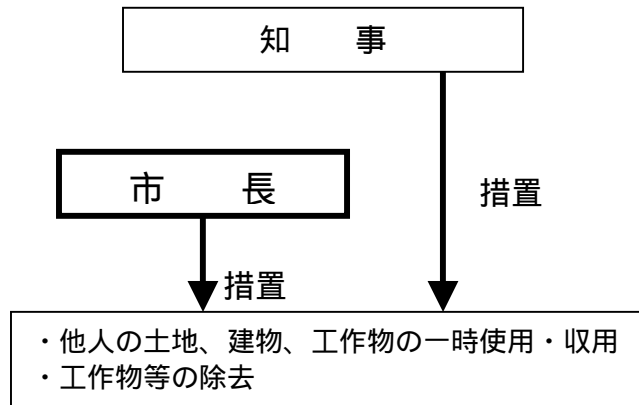 知　　事
市　　長
措置
措置
・他人の土地、建物、工作物の一時使用・収用
・工作物等の除去